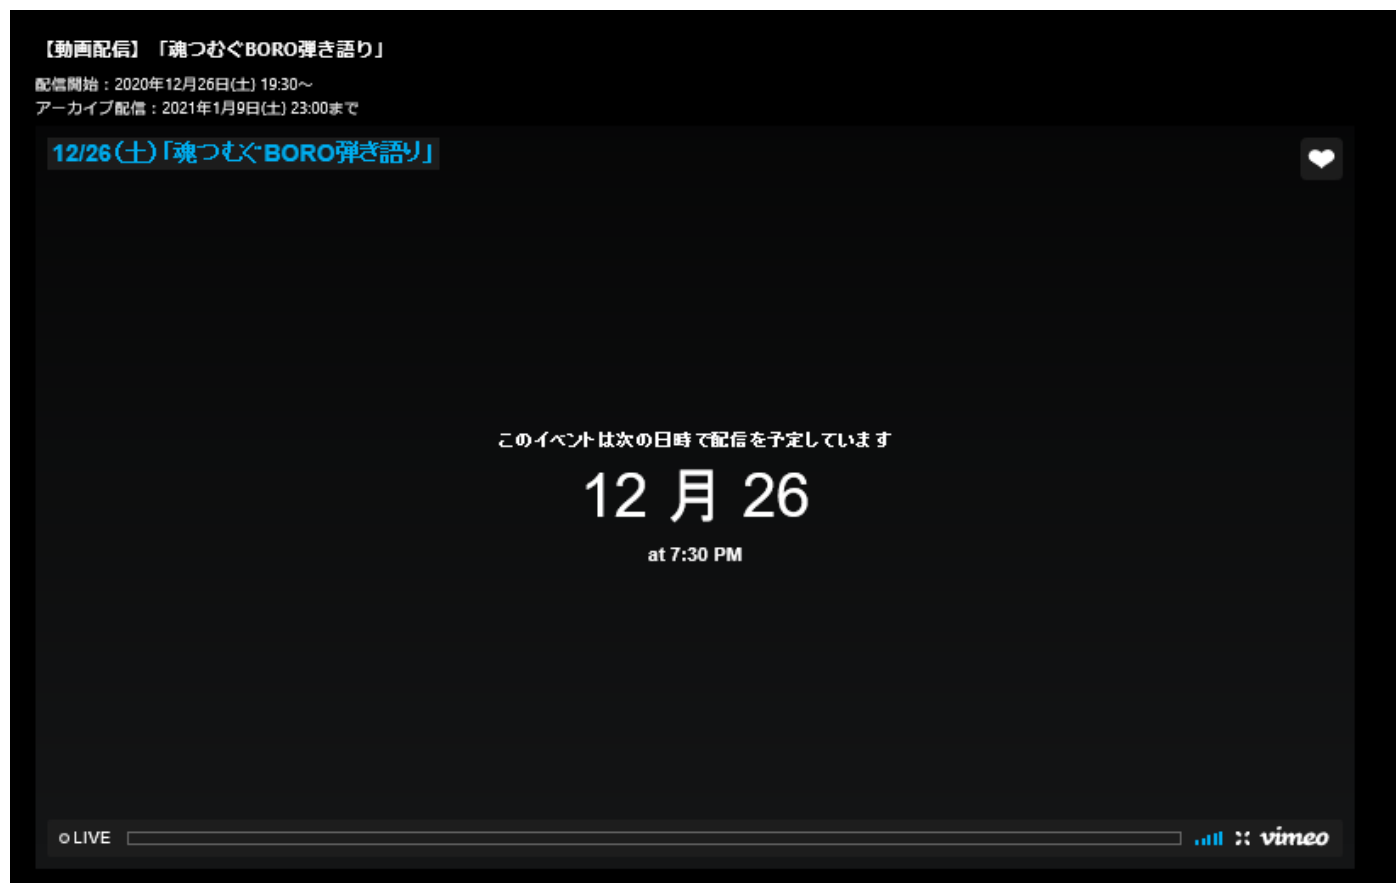 【動画配信】「魂つむぐBORO弾き語り」
配信開始：2020年12月26日(土) 19:30～
アーカイブ配信：2021年1月9日(土) 23:00まで
12/26（土）「魂つむぐBORO弾き語り」
このイベントは次の日時で配信を予定しています
12 月 26
at 7:30 PM
LIVE
vimeo